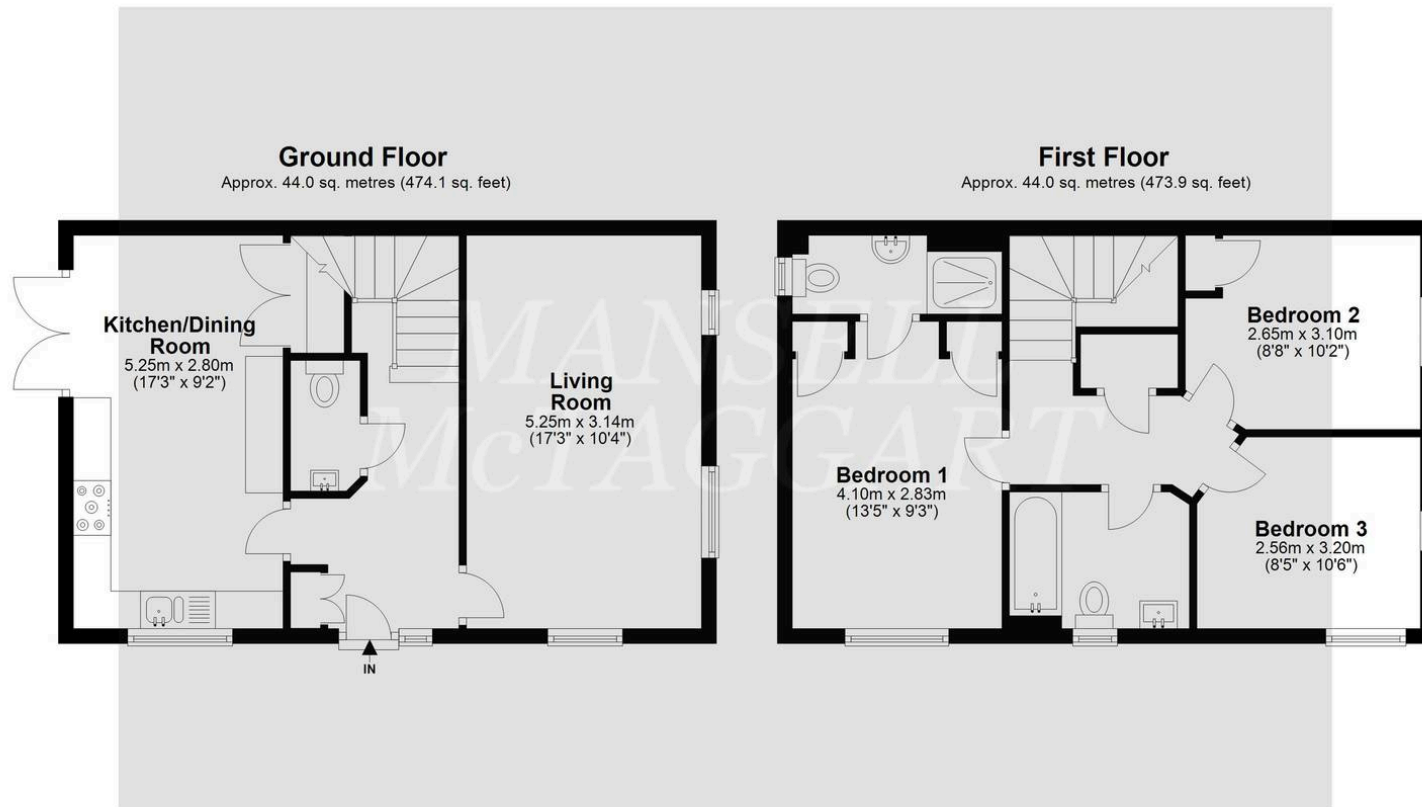 Ground Floor
Approx. 44.0 sq. metres (474.1 sq. feet)
Kitchen/Dining
Room
5.25m x 2.80m
(17'3" x 9'2")
Living
Room
5.25m x 3.14m
(17'3" x 10'4")
IN
First Floor
Approx. 44.0 sq. metres (473.9 sq. feet)
Bedroom 2
2.65m x 3.10m
(8'8" x 10'2")
Bedroom 1
4.10m x 2.83m
(13'5" x 9'3")
Bedroom 3
2.56m x 3.20m
(8'5" x 10'6")
MANSELL
McTAGGART